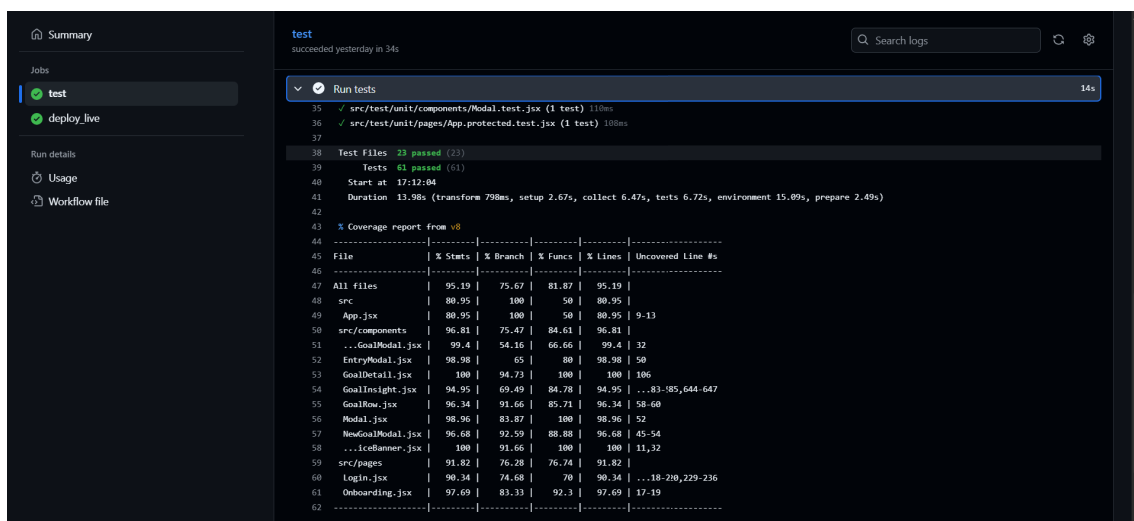 Summary
Jobs
test
deploy_live
Run details
Usage
Workflow file
test
succeeded yesterday in 34s
Search logs
Run tests 14s
35 ✓ src/test/unit/components/Modal.test.jsx (1 test) 110ms
36 ✓ src/test/unit/pages/App.protected.test.jsx (1 test) 108ms
37
38 Test Files 23 passed (23)
39 Tests 61 passed (61)
40 Start at 17:12:04
41 Duration 13.98s (transform 798ms, setup 2.67s, collect 6.47s, tests 6.72s, environment 15.09s, prepare 2.49s)
42
43 % Coverage report from v8
44 -------------------|---------|----------|---------|---------|-------------------
45 File | % Stmts | % Branch | % Funcs | % Lines | Uncovered Line #s
46 -------------------|---------|----------|---------|---------|-------------------
47 All files | 95.19 | 75.67 | 81.87 | 95.19 |
48 src | 80.95 | 100 | 50 | 80.95 |
49 App.jsx | 80.95 | 100 | 50 | 80.95 | 9-13
50 src/components | 96.81 | 75.47 | 84.61 | 96.81 |
51 ...GoalModal.jsx | 99.4 | 54.16 | 66.66 | 99.4 | 32
52 EntryModal.jsx | 98.98 | 65 | 80 | 98.98 | 50
53 GoalDetail.jsx | 100 | 94.73 | 100 | 100 | 106
54 GoalInsight.jsx | 94.95 | 69.49 | 84.78 | 94.95 | ...83-585,644-647
55 GoalRow.jsx | 96.34 | 91.66 | 85.71 | 96.34 | 58-60
56 Modal.jsx | 98.96 | 83.87 | 100 | 98.96 | 52
57 NewGoalModal.jsx | 96.68 | 92.59 | 88.88 | 96.68 | 45-54
58 ...iceBanner.jsx | 100 | 91.66 | 100 | 100 | 11,32
59 src/pages | 91.82 | 76.28 | 76.74 | 91.82 |
60 Login.jsx | 90.34 | 74.68 | 70 | 90.34 | ...18-220,229-236
61 Onboarding.jsx | 97.69 | 83.33 | 92.3 | 97.69 | 17-19
62 -------------------|---------|----------|---------|---------|-------------------